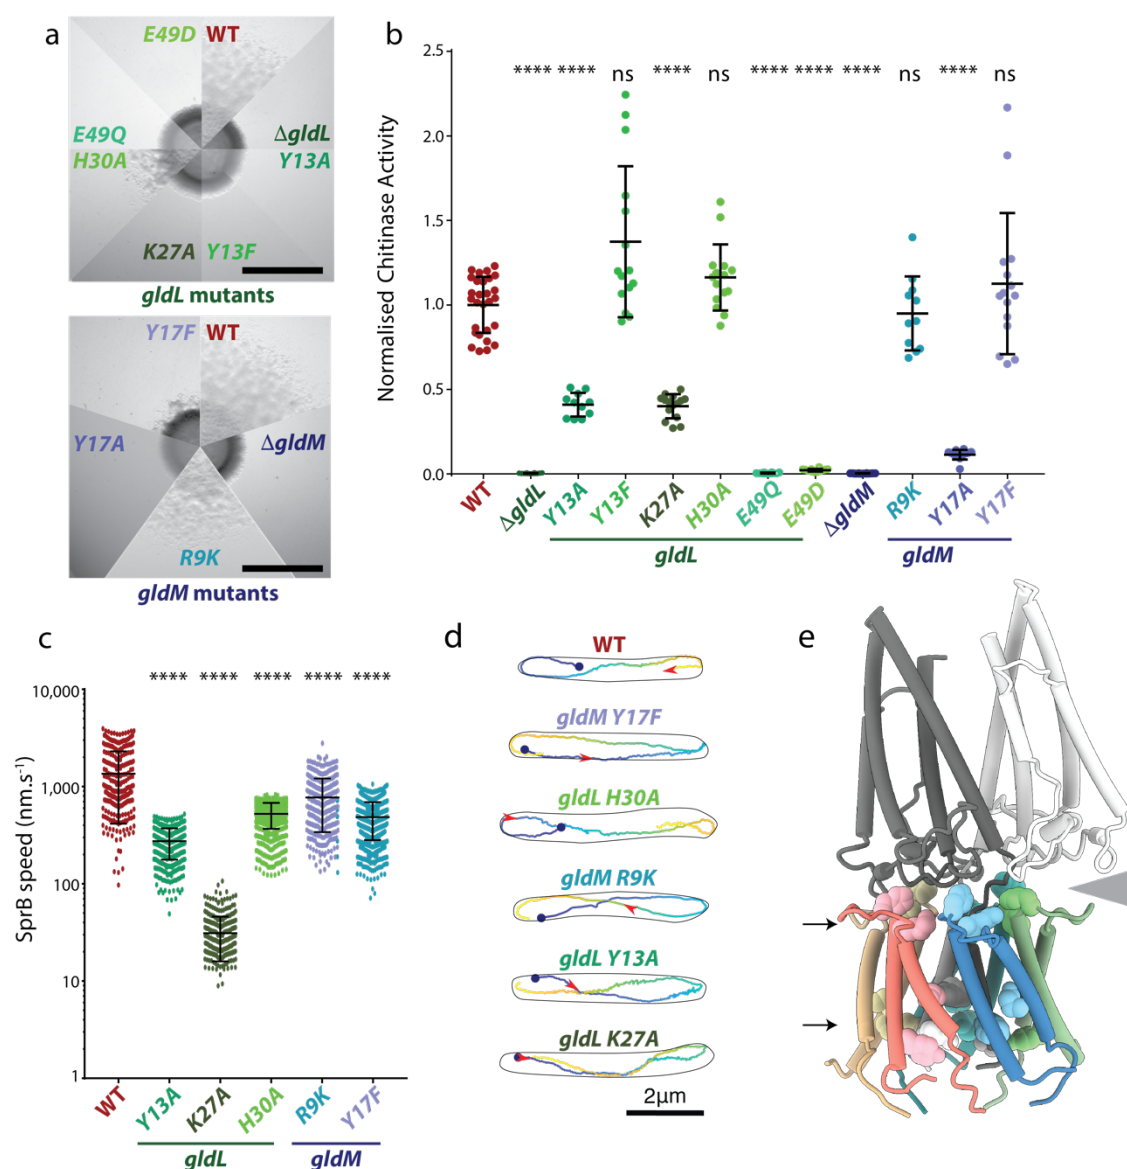 a
E49D WT
E49Q ΔgldL
H30A Y13A
K27A Y13F
gldL mutants
Y17F WT
Y17A ΔgldM
R9K
gldM mutants
b
Normalised Chitinase Activity
2.5
2.0
1.5
1.0
0.5
0.0
**** **** ns **** ns **** **** **** ns **** ns
WT ΔgldL Y13A Y13F K27A H30A E49Q E49D ΔgldM R9K Y17A Y17F
gldL gldM
c
SprB speed (nm.s⁻¹)
10,000
1,000
100
10
1
**** **** **** **** ****
WT Y13A K27A H30A R9K Y17F
gldL gldM
d
WT
gldM Y17F
gldL H30A
gldM R9K
gldL Y13A
gldL K27A
2μm
e